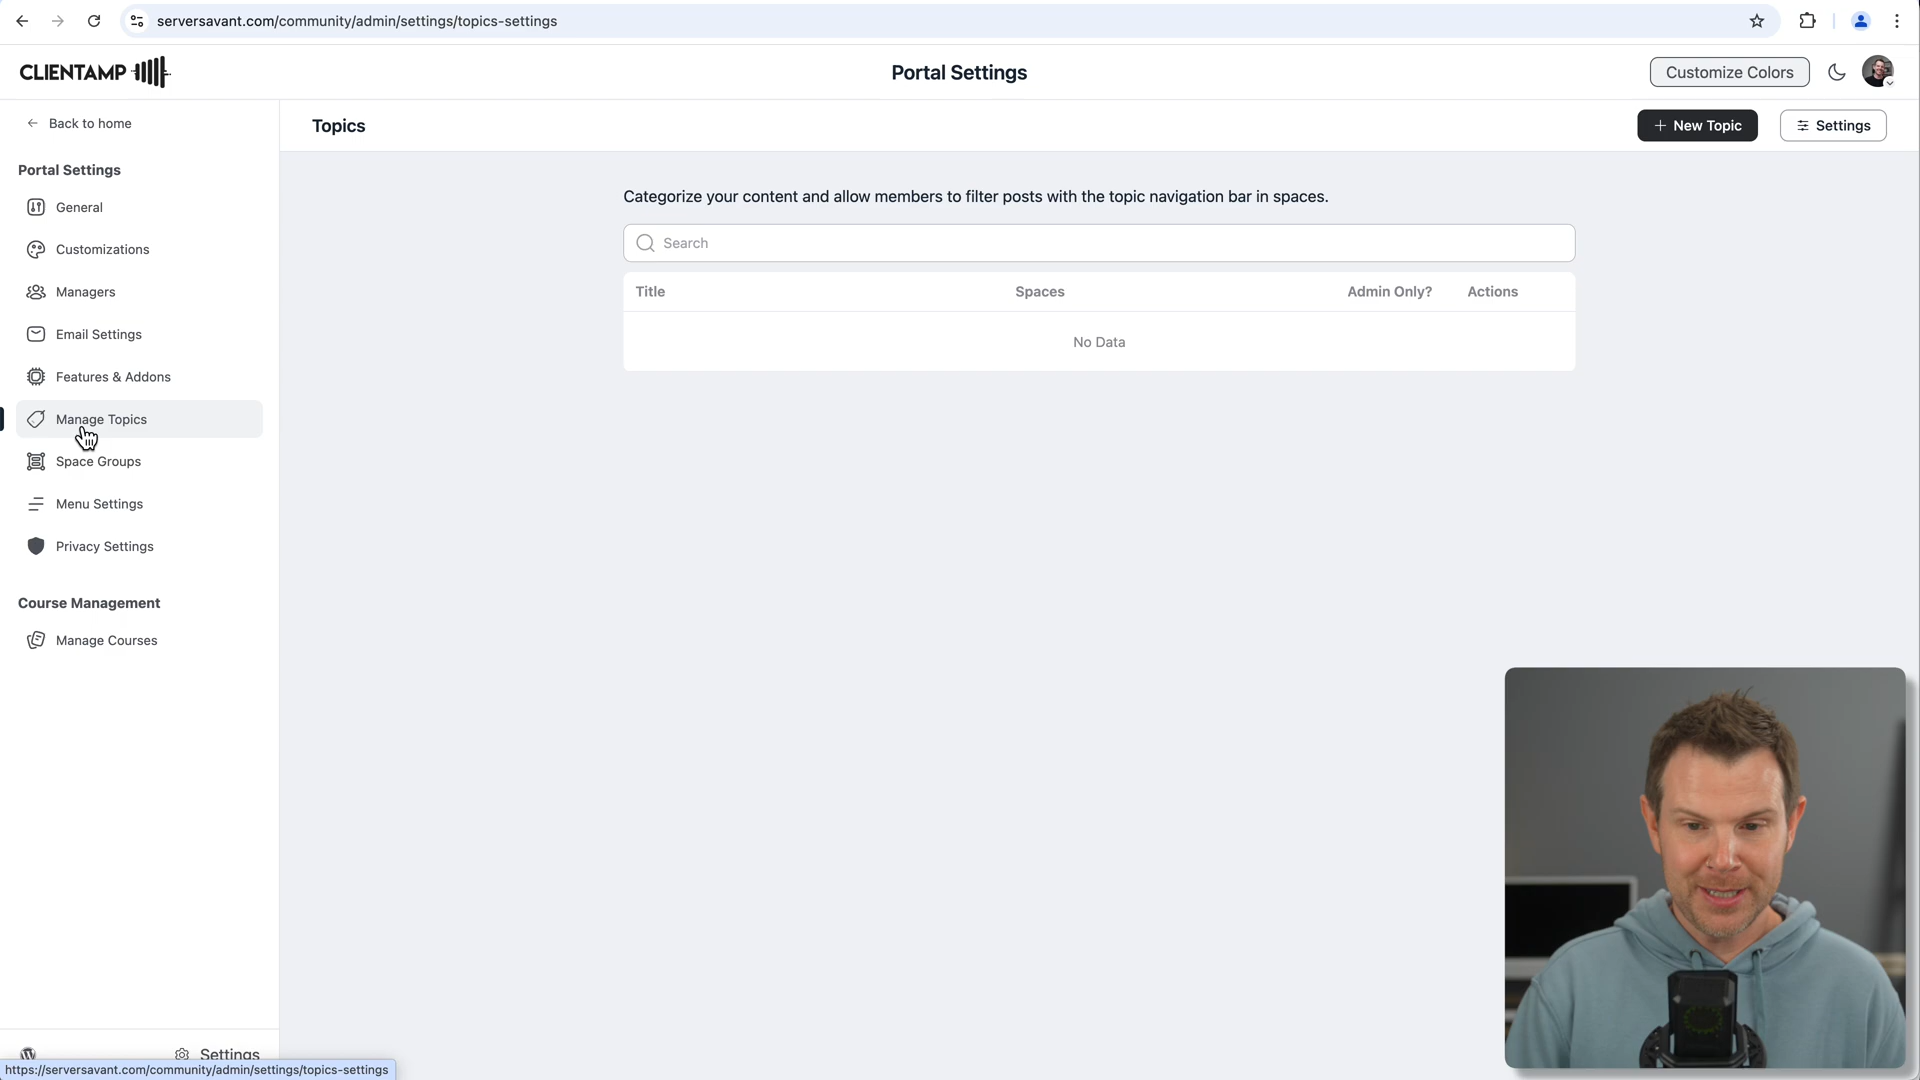 serversavant.com/community/admin/settings/topics-settings
CLIENTAMP
Portal Settings
Customize Colors
Back to home
Topics
New Topic
Settings
Portal Settings
General
Customizations
Managers
Email Settings
Features & Addons
Manage Topics
Space Groups
Menu Settings
Privacy Settings
Course Management
Manage Courses
Categorize your content and allow members to filter posts with the topic navigation bar in spaces.
Search
Title Spaces Admin Only? Actions
No Data
Settings
https://serversavant.com/community/admin/settings/topics-settings